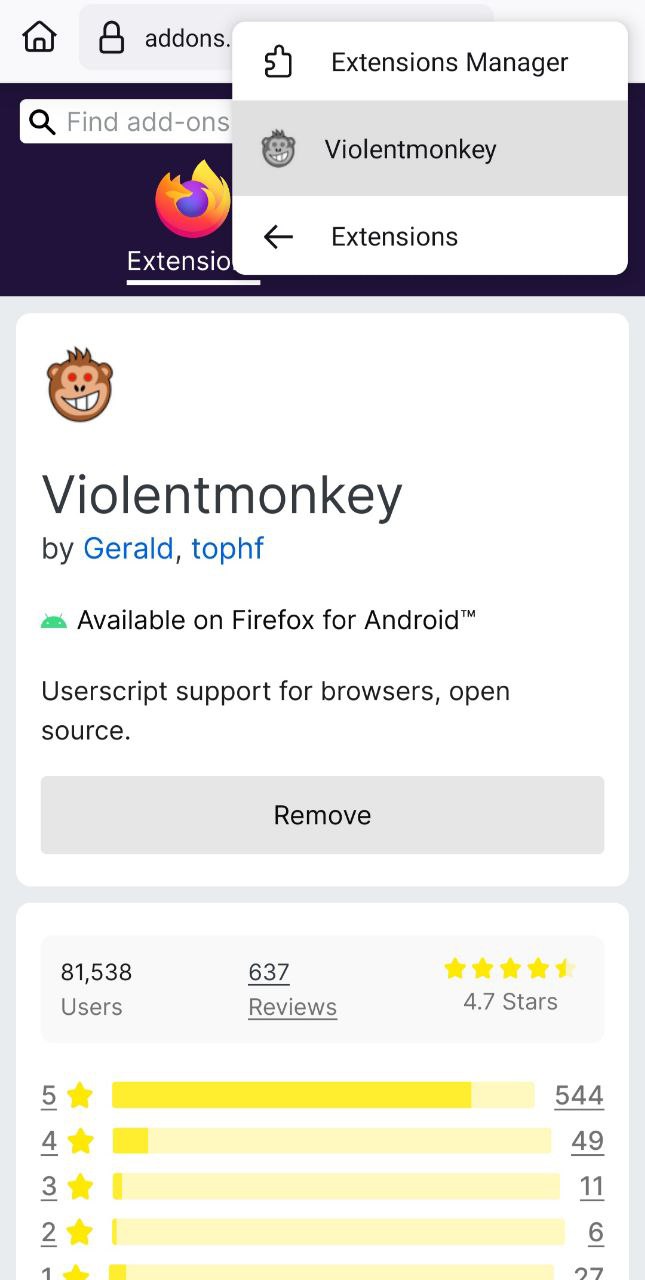 addons.
Extensions Manager
Find add-ons
Violentmonkey
Extensions
Extensio
Violentmonkey
by Gerald, tophf
Available on Firefox for Android™
Userscript support for browsers, open
source.
Remove
81,538
Users
637
Reviews
4.7 Stars
5 544
4 49
3 11
2 6
1 27